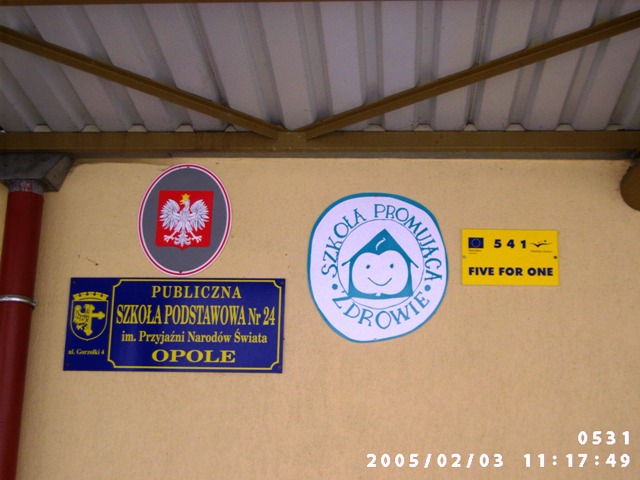 PUBLICZNA
SZKOŁA PODSTAWOWA Nr 24
im. Przyjaźni Narodów Świata
OPOLE
ul. Gorzołki 4
SZKOŁA PROMUJĄCA
• ZDROWIE •
541
FIVE FOR ONE
0531
2005/02/03 11:17:49